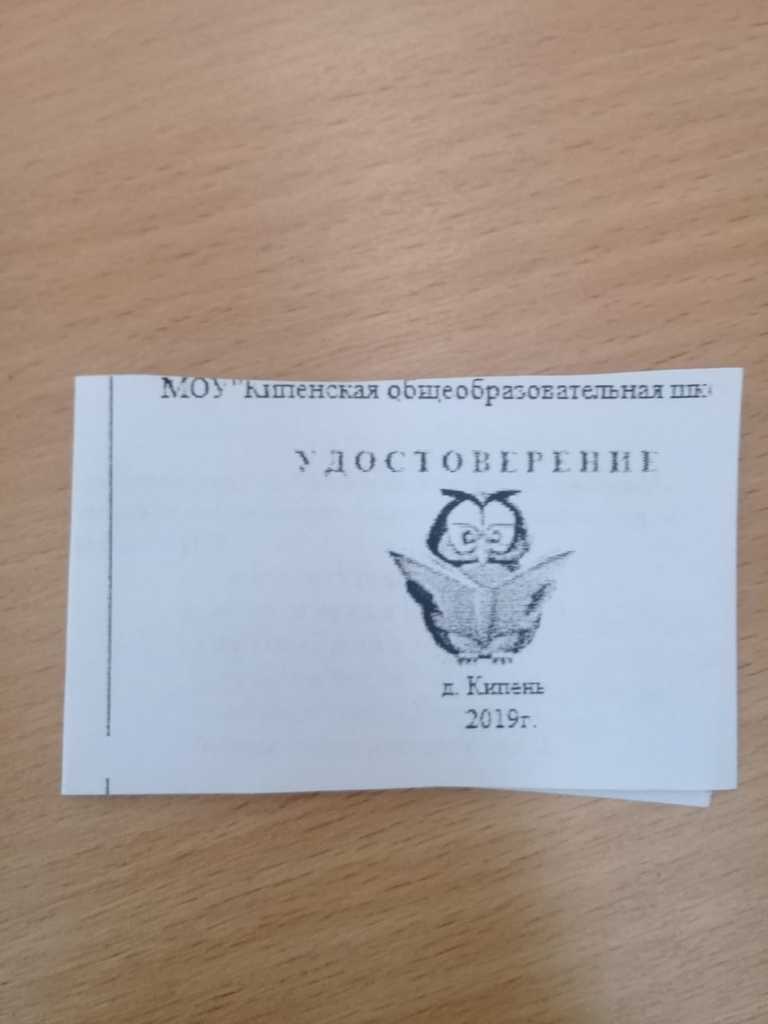 МОУ "Кипенская общеобразовательная шк
УДОСТОВЕРЕНИЕ
д. Кипень
2019г.